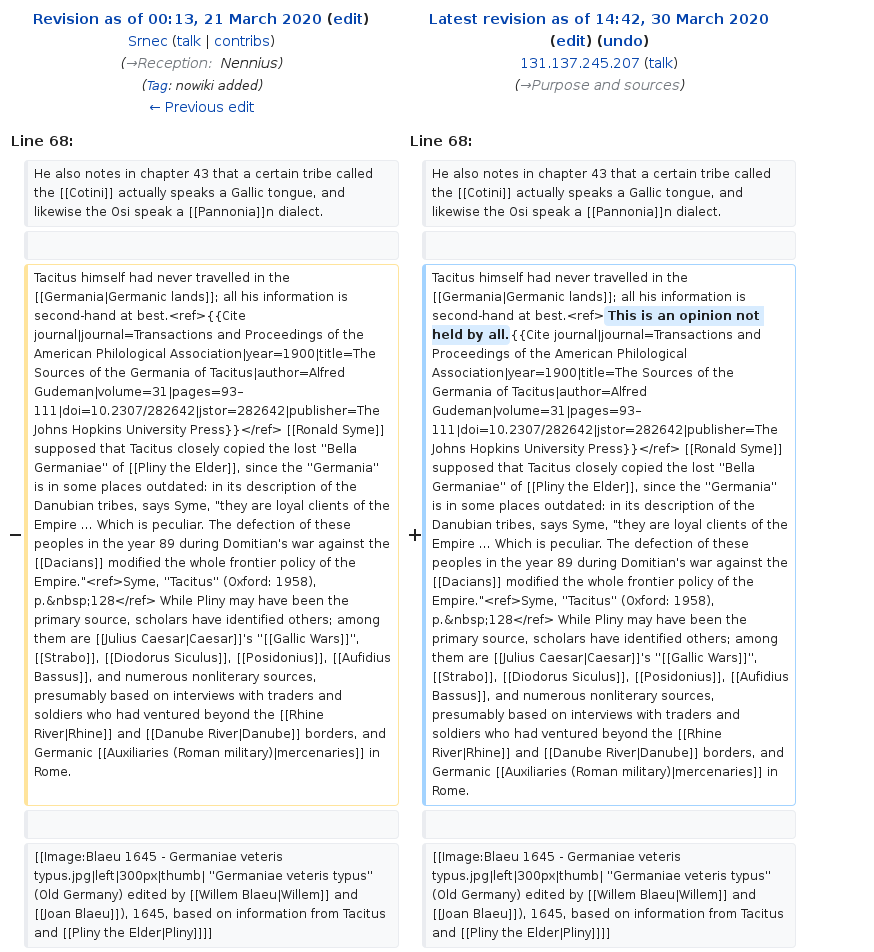 Revision as of 00:13, 21 March 2020 (edit)
Srnec (talk | contribs)
(→Reception: Nennius)
(Tag: nowiki added)
← Previous edit
Latest revision as of 14:42, 30 March 2020
(edit) (undo)
131.137.245.207 (talk)
(→Purpose and sources)
Line 68:
Line 68:
He also notes in chapter 43 that a certain tribe called
the [[Cotini]] actually speaks a Gallic tongue, and
likewise the Osi speak a [[Pannonia]]n dialect.
He also notes in chapter 43 that a certain tribe called
the [[Cotini]] actually speaks a Gallic tongue, and
likewise the Osi speak a [[Pannonia]]n dialect.
−
Tacitus himself had never travelled in the
[[Germania|Germanic lands]]; all his information is
second-hand at best.<ref>{{Cite
journal|journal=Transactions and Proceedings of the
American Philological Association|year=1900|title=The
Sources of the Germania of Tacitus|author=Alfred
Gudeman|volume=31|pages=93–
111|doi=10.2307/282642|jstor=282642|publisher=The
Johns Hopkins University Press}}</ref> [[Ronald Syme]]
supposed that Tacitus closely copied the lost ''Bella
Germaniae'' of [[Pliny the Elder]], since the ''Germania''
is in some places outdated: in its description of the
Danubian tribes, says Syme, "they are loyal clients of the
Empire ... Which is peculiar. The defection of these
peoples in the year 89 during Domitian's war against the
[[Dacians]] modified the whole frontier policy of the
Empire."<ref>Syme, ''Tacitus'' (Oxford: 1958),
p.&nbsp;128</ref> While Pliny may have been the
primary source, scholars have identified others; among
them are [[Julius Caesar|Caesar]]'s ''[[Gallic Wars]]'',
[[Strabo]], [[Diodorus Siculus]], [[Posidonius]], [[Aufidius
Bassus]], and numerous nonliterary sources,
presumably based on interviews with traders and
soldiers who had ventured beyond the [[Rhine
River|Rhine]] and [[Danube River|Danube]] borders, and
Germanic [[Auxiliaries (Roman military)|mercenaries]] in
Rome.
+
Tacitus himself had never travelled in the
[[Germania|Germanic lands]]; all his information is
second-hand at best.<ref> This is an opinion not
held by all.{{Cite journal|journal=Transactions and
Proceedings of the American Philological
Association|year=1900|title=The Sources of the
Germania of Tacitus|author=Alfred
Gudeman|volume=31|pages=93–
111|doi=10.2307/282642|jstor=282642|publisher=The
Johns Hopkins University Press}}</ref> [[Ronald Syme]]
supposed that Tacitus closely copied the lost ''Bella
Germaniae'' of [[Pliny the Elder]], since the ''Germania''
is in some places outdated: in its description of the
Danubian tribes, says Syme, "they are loyal clients of the
Empire ... Which is peculiar. The defection of these
peoples in the year 89 during Domitian's war against the
[[Dacians]] modified the whole frontier policy of the
Empire."<ref>Syme, ''Tacitus'' (Oxford: 1958),
p.&nbsp;128</ref> While Pliny may have been the
primary source, scholars have identified others; among
them are [[Julius Caesar|Caesar]]'s ''[[Gallic Wars]]'',
[[Strabo]], [[Diodorus Siculus]], [[Posidonius]], [[Aufidius
Bassus]], and numerous nonliterary sources,
presumably based on interviews with traders and
soldiers who had ventured beyond the [[Rhine
River|Rhine]] and [[Danube River|Danube]] borders, and
Germanic [[Auxiliaries (Roman military)|mercenaries]] in
Rome.
[[Image:Blaeu 1645 - Germaniae veteris
typus.jpg|left|300px|thumb| ''Germaniae veteris typus''
(Old Germany) edited by [[Willem Blaeu|Willem]] and
[[Joan Blaeu]]), 1645, based on information from Tacitus
and [[Pliny the Elder|Pliny]]]]
[[Image:Blaeu 1645 - Germaniae veteris
typus.jpg|left|300px|thumb| ''Germaniae veteris typus''
(Old Germany) edited by [[Willem Blaeu|Willem]] and
[[Joan Blaeu]]), 1645, based on information from Tacitus
and [[Pliny the Elder|Pliny]]]]